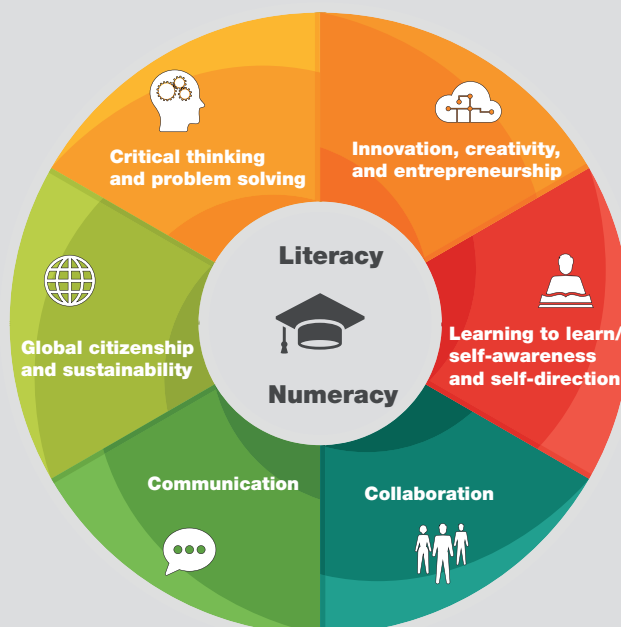 Critical thinking
and problem solving
Innovation, creativity,
and entrepreneurship
Literacy
Numeracy
Global citizenship
and sustainability
Learning to learn/
self-awareness
and self-direction
Communication
Collaboration